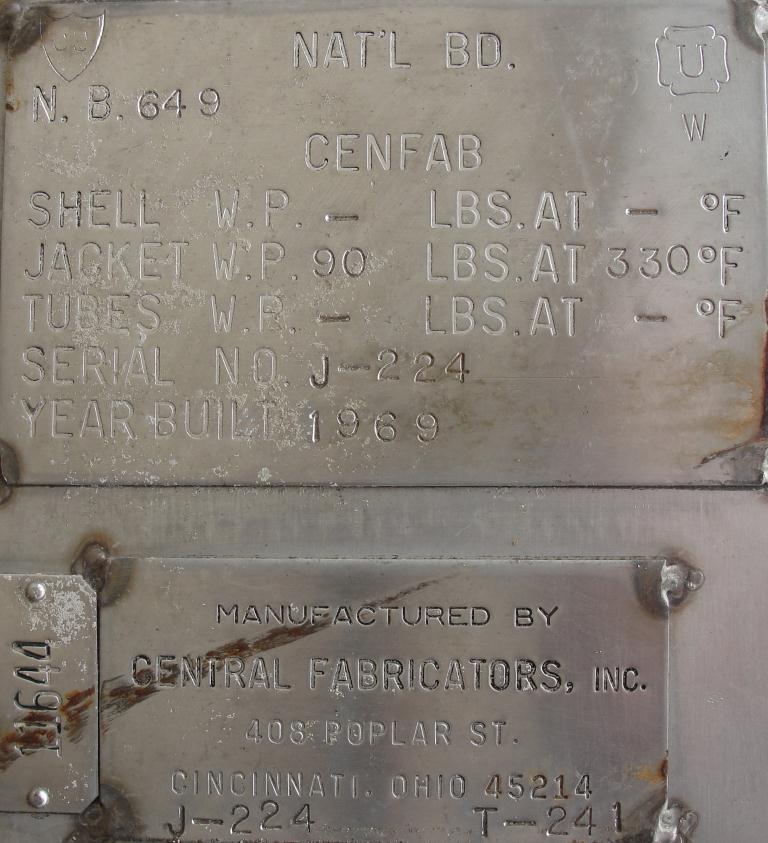 NAT'L BD.
U
N. B. 649
W
CENFAB
SHELL W.P. — LBS. AT — °F
JACKET W.P. 90 LBS. AT 330°F
TUBES W.P. — LBS. AT — °F
SERIAL NO. J—224
YEAR BUILT 1969
MANUFACTURED BY
CENTRAL FABRICATORS, INC.
408 POPLAR ST.
CINCINNATI. OHIO 45214
J—224 T—241
11644